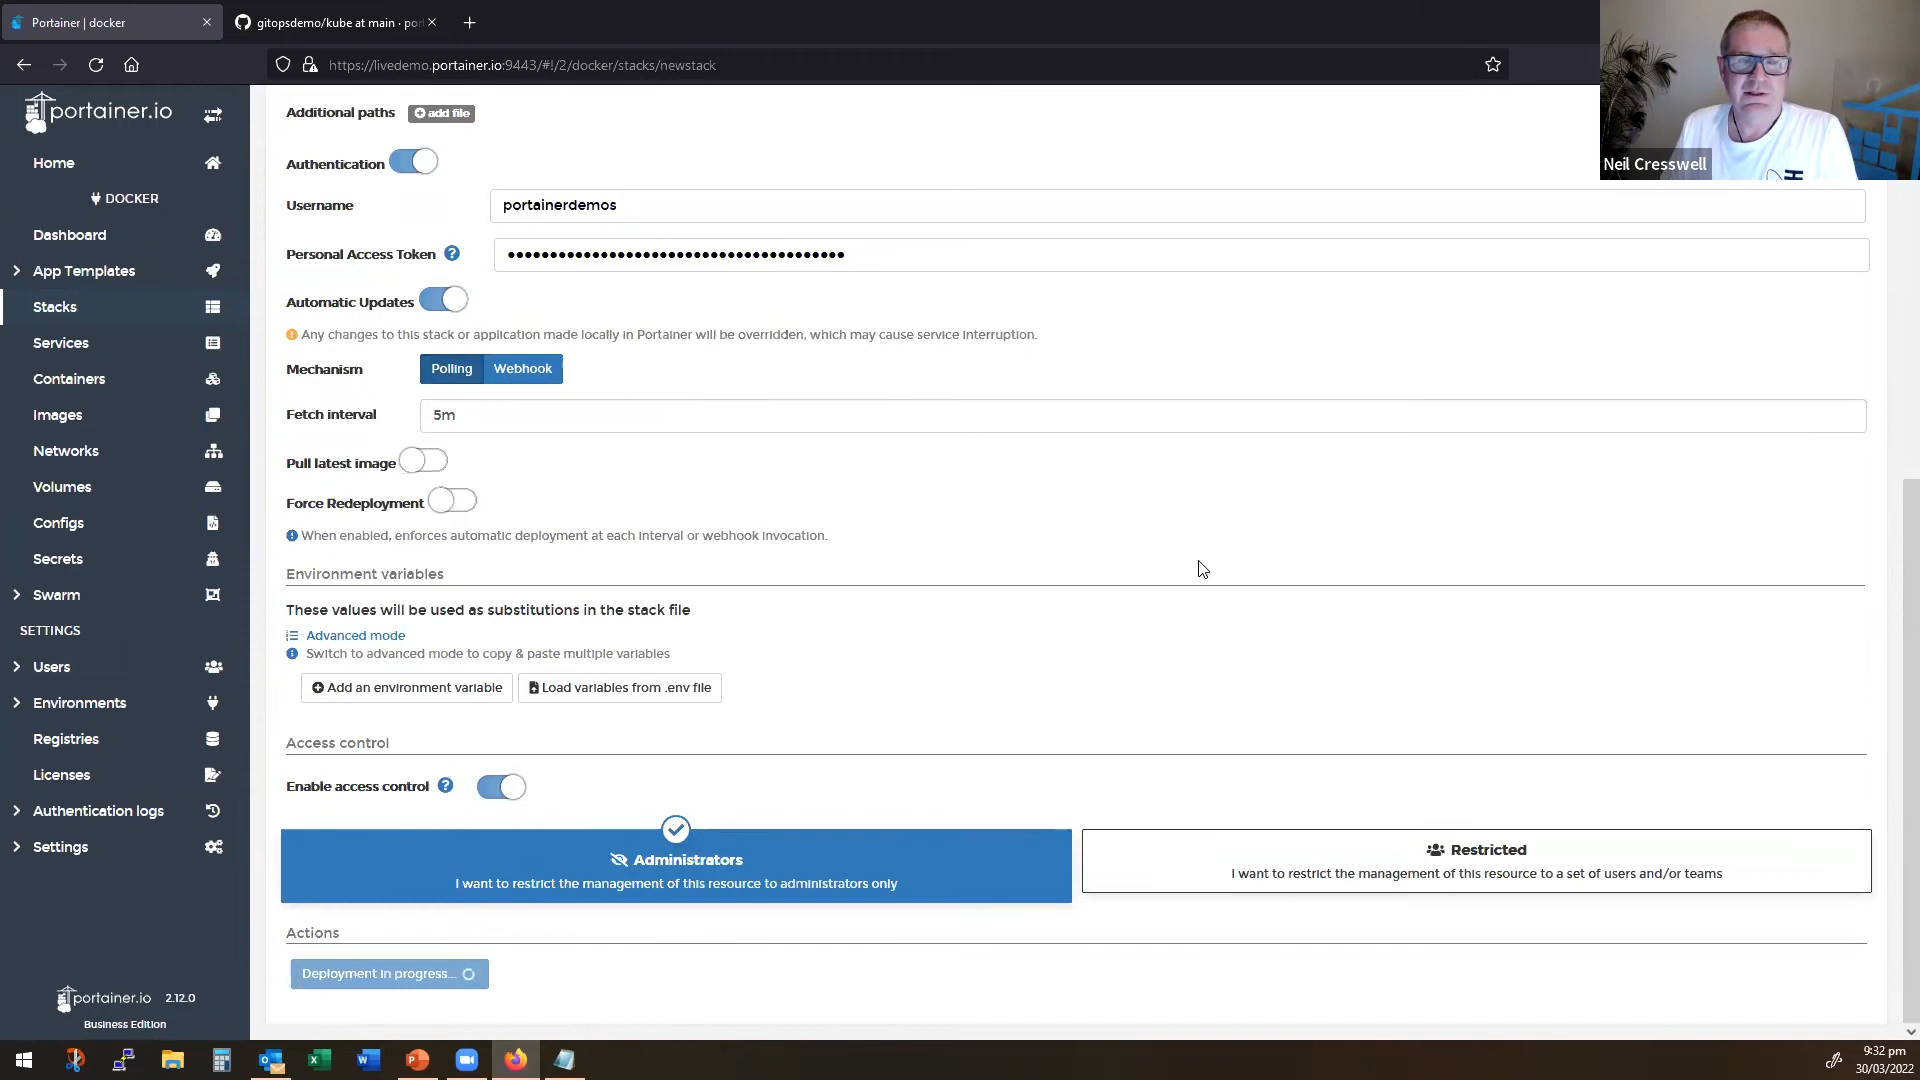 Portainer | docker
gitopsdemo/kube at main · por
https://livedemo.portainer.io:9443/#!/2/docker/stacks/newstack
Neil Cresswell
portainer.io
Home
DOCKER
Dashboard
App Templates
Stacks
Services
Containers
Images
Networks
Volumes
Configs
Secrets
Swarm
SETTINGS
Users
Environments
Registries
Licenses
Authentication logs
Settings
portainer.io 2.12.0
Business Edition
Additional paths add file
Authentication
Username portainerdemos
Personal Access Token
Automatic Updates
Any changes to this stack or application made locally in Portainer will be overridden, which may cause service interruption.
Mechanism Polling Webhook
Fetch interval 5m
Pull latest image
Force Redeployment
When enabled, enforces automatic deployment at each interval or webhook invocation.
Environment variables
These values will be used as substitutions in the stack file
Advanced mode
Switch to advanced mode to copy & paste multiple variables
Add an environment variable Load variables from .env file
Access control
Enable access control
Administrators
I want to restrict the management of this resource to administrators only
Restricted
I want to restrict the management of this resource to a set of users and/or teams
Actions
Deployment in progress...
9:32 pm
30/03/2022